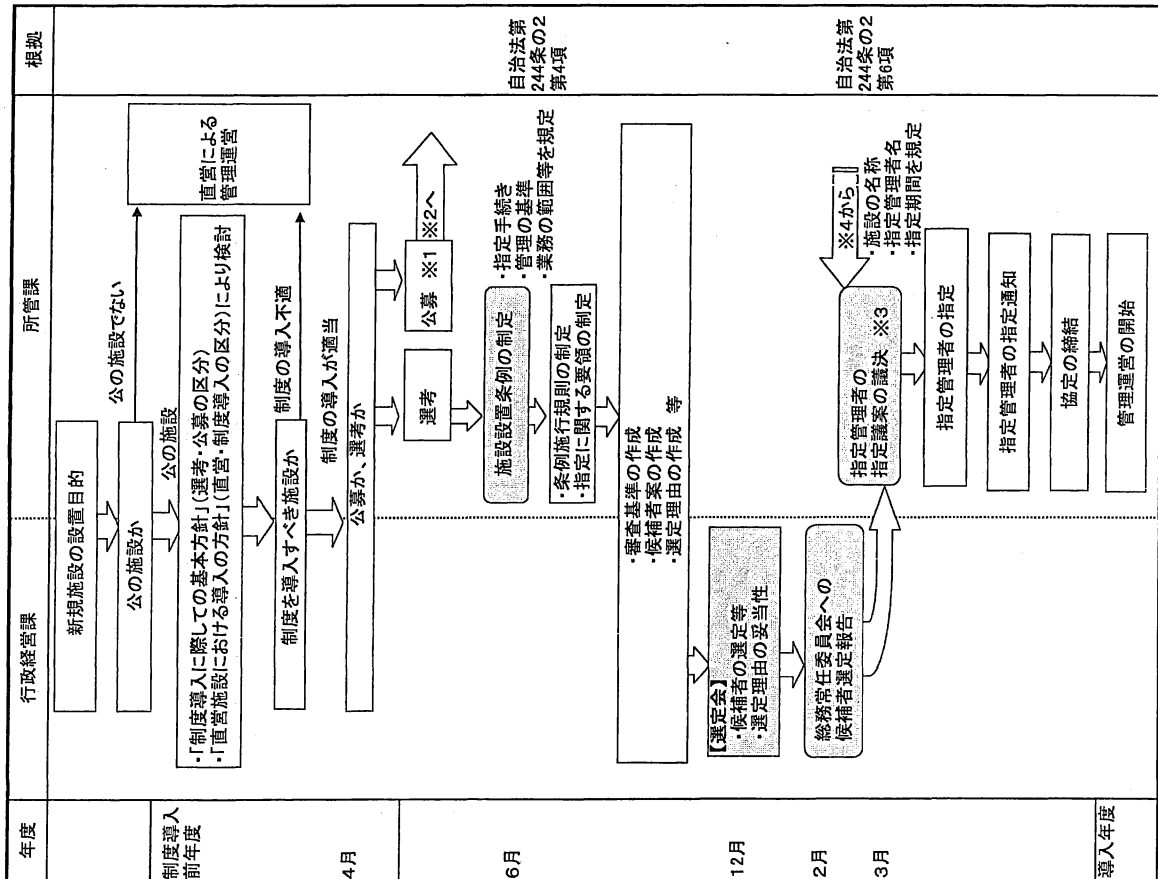 年度
行政経営課
所管課
根拠
新規施設の設置目的
公の施設か
公の施設でない
直営による
管理運営
公の施設
制度導入
前年度
・「制度導入に際しての基本方針」(選考・公募の区分)
・「直営施設における導入の方針」(直営・制度導入の区分)により検討
制度を導入すべき施設か
制度の導入不適
制度の導入が適当
4月
公募か、選考か
選考
公募 ※1
※2へ
6月
施設設置条例の制定
・指定手続き
・管理の基準
・業務の範囲等を規定
自治法第
244条の2
第4項
・条例施行規則の制定
・指定に関する要領の制定
・審査基準の作成
・候補者案の作成
・選定理由の作成 等
12月
【選定会】
・候補者の選定等
・選定理由の妥当性
2月
総務常任委員会への
候補者選定報告
3月
※4から
指定管理者の
指定議案の議決 ※3
・施設の名称
・指定管理者名
・指定期間を規定
自治法第
244条の2
第6項
指定管理者の指定
指定管理者の指定通知
協定の締結
導入年度
管理運営の開始